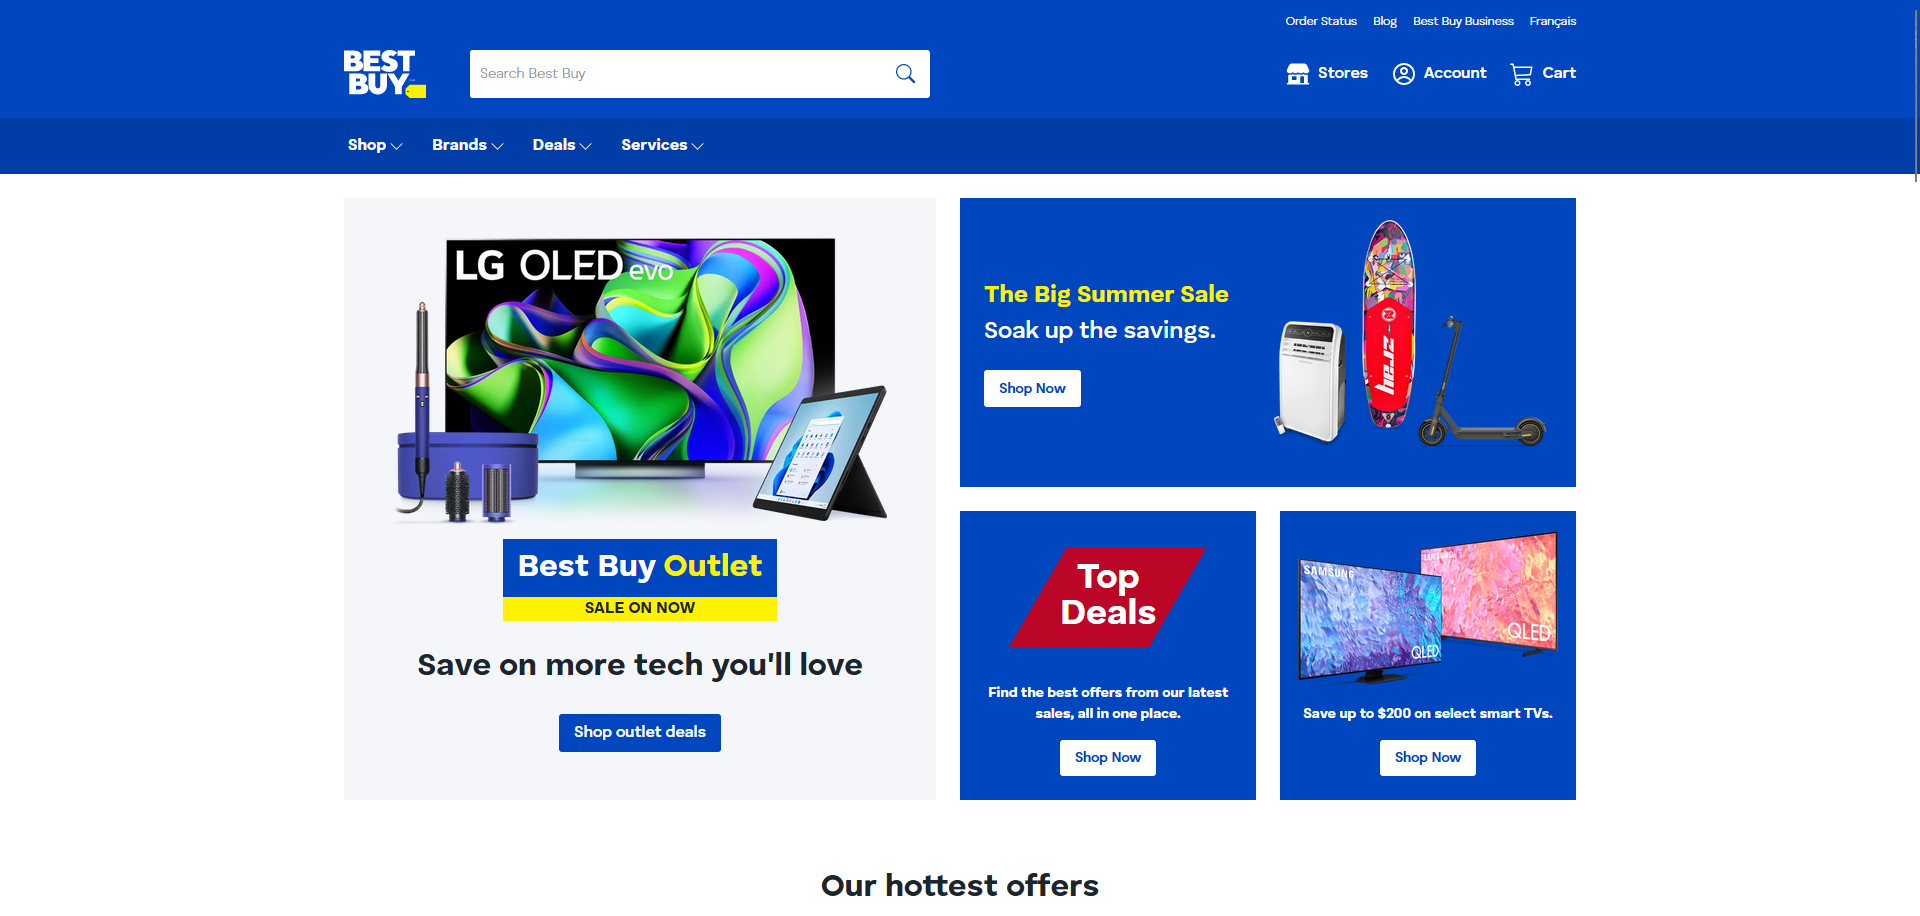 Order Status Blog Best Buy Business Français
BEST
BUY
Search Best Buy
Stores Account Cart
Shop Brands Deals Services
LG OLED evo
Best Buy Outlet
SALE ON NOW
Save on more tech you'll love
Shop outlet deals
The Big Summer Sale
Soak up the savings.
Shop Now
Top
Deals
Find the best offers from our latest
sales, all in one place.
Shop Now
SAMSUNG
QLED
SAMSUNG
QLED
Save up to $200 on select smart TVs.
Shop Now
Our hottest offers